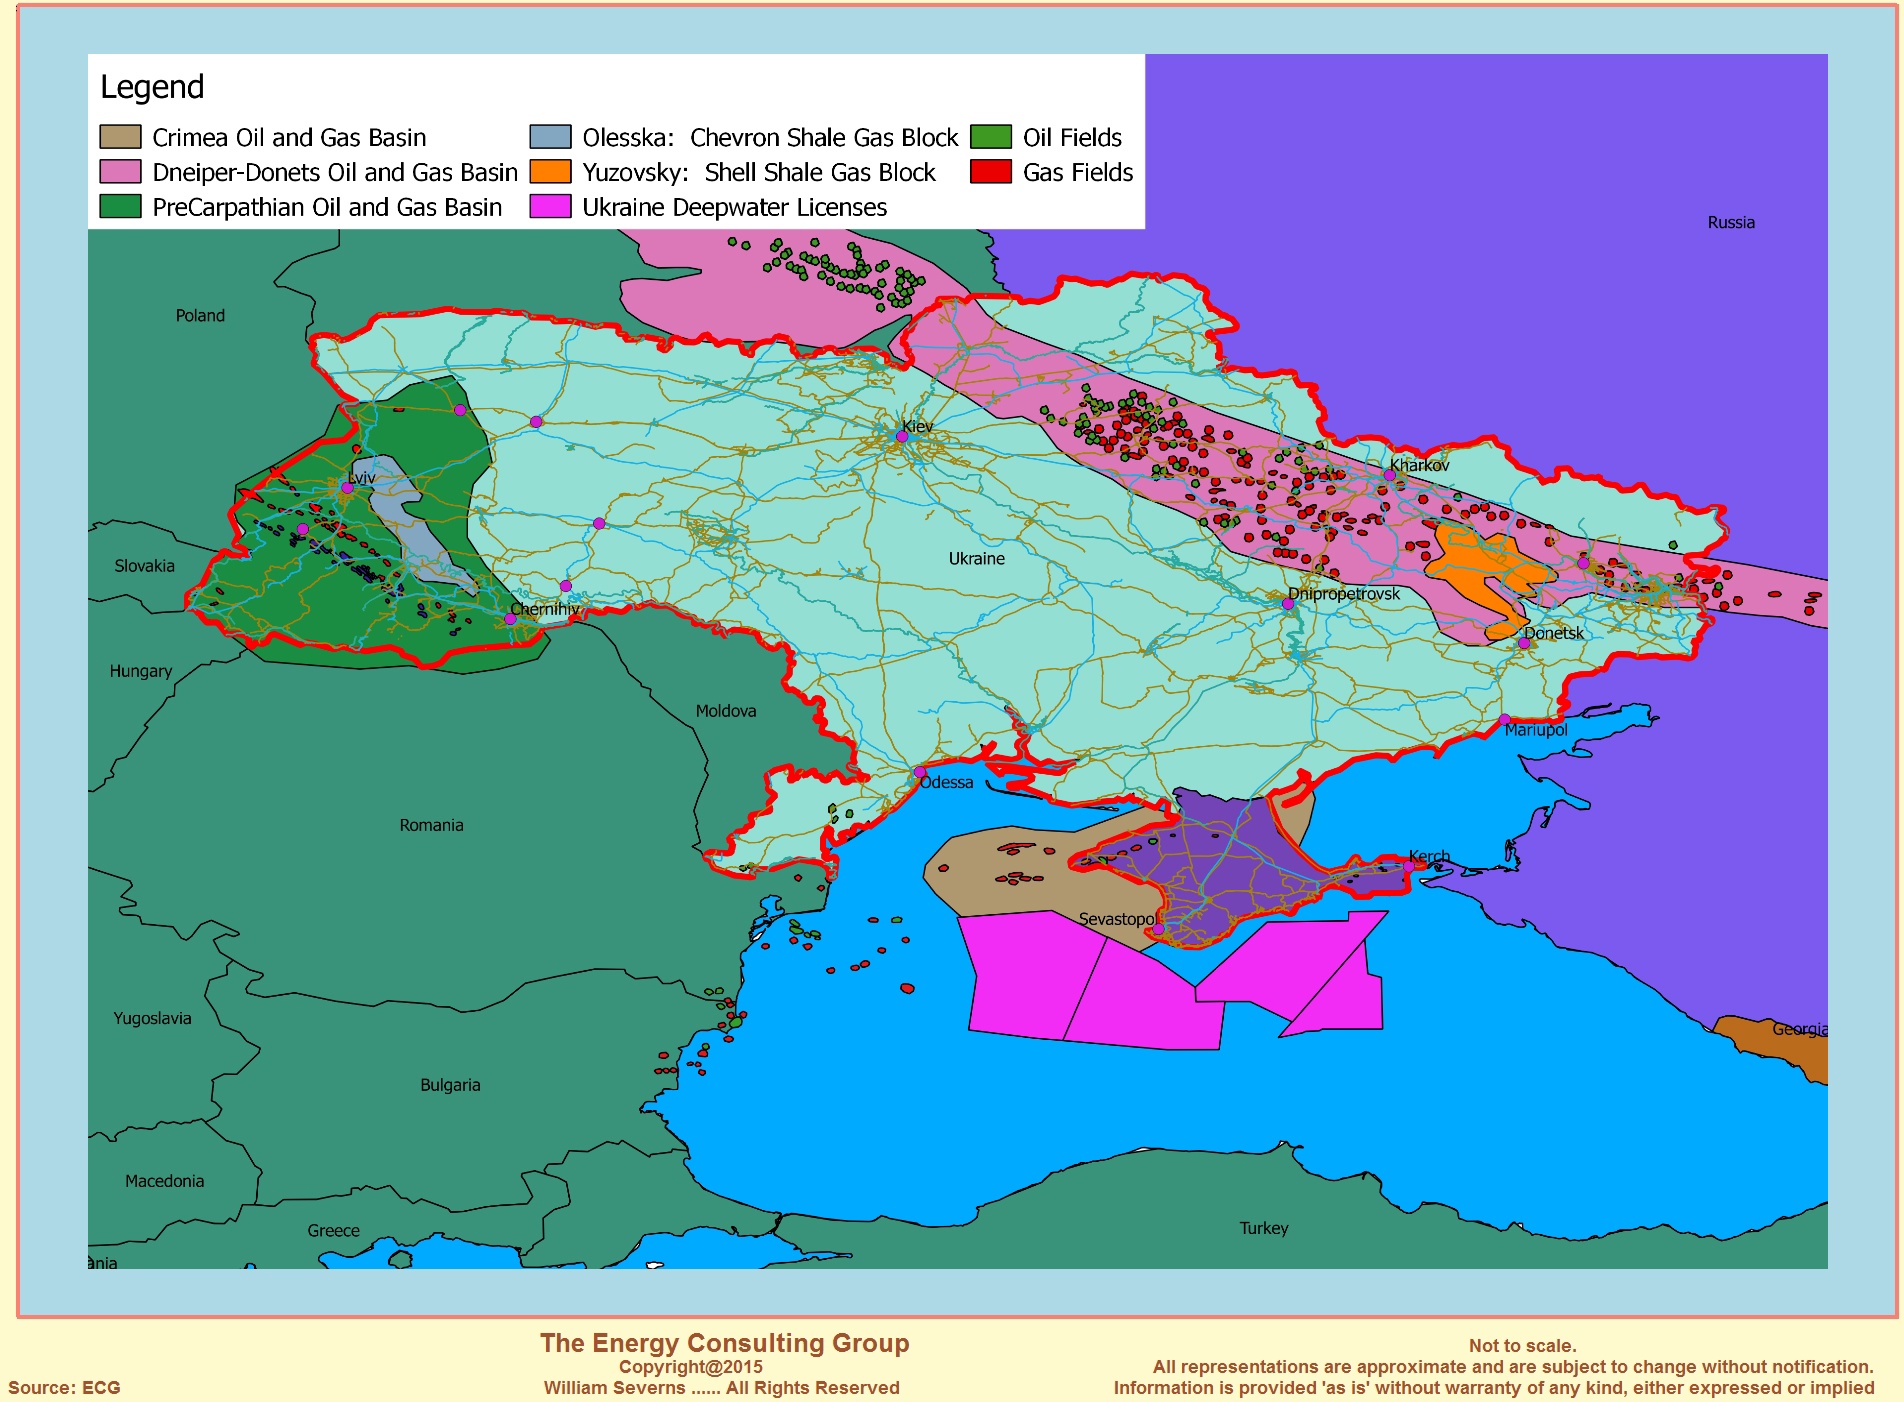 Legend
Crimea Oil and Gas Basin
Dneiper-Donets Oil and Gas Basin
PreCarpathian Oil and Gas Basin
Olesska: Chevron Shale Gas Block
Yuzovsky: Shell Shale Gas Block
Ukraine Deepwater Licenses
Oil Fields
Gas Fields
Russia
Poland
Kiev
Kharkov
Lviv
Ukraine
Slovakia
Dnipropetrovsk
Chernihiv
Donetsk
Hungary
Moldova
Mariupol
Odessa
Romania
Kerch
Sevastopol
Yugoslavia
Georgia
Bulgaria
Macedonia
Greece
Turkey
ania
The Energy Consulting Group
Copyright@2015
William Severns ...... All Rights Reserved
Source: ECG
Not to scale.
All representations are approximate and are subject to change without notification.
Information is provided 'as is' without warranty of any kind, either expressed or implied